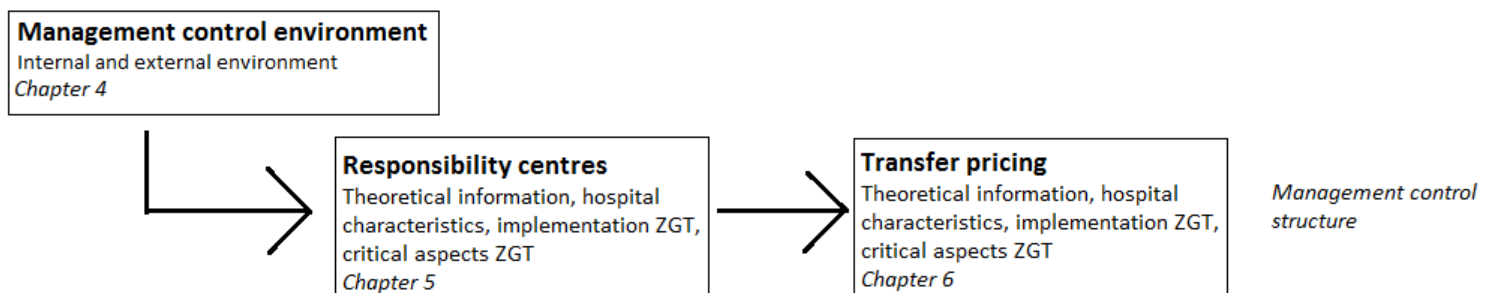 Management control environment
Internal and external environment
Chapter 4
Responsibility centres
Theoretical information, hospital
characteristics, implementation ZGT,
critical aspects ZGT
Chapter 5
Transfer pricing
Theoretical information, hospital
characteristics, implementation ZGT,
critical aspects ZGT
Chapter 6
Management control
structure